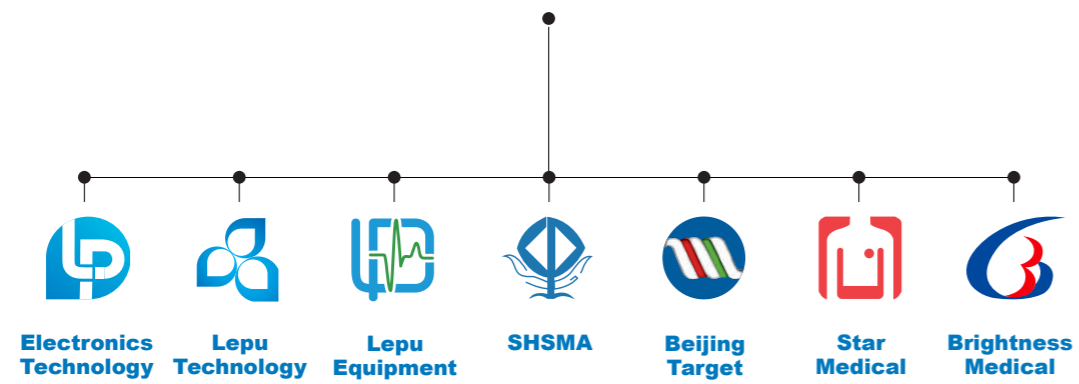 Electronics
Technology
Lepu
Technology
Lepu
Equipment
SHSMA
Beijing
Target
Star
Medical
Brightness
Medical